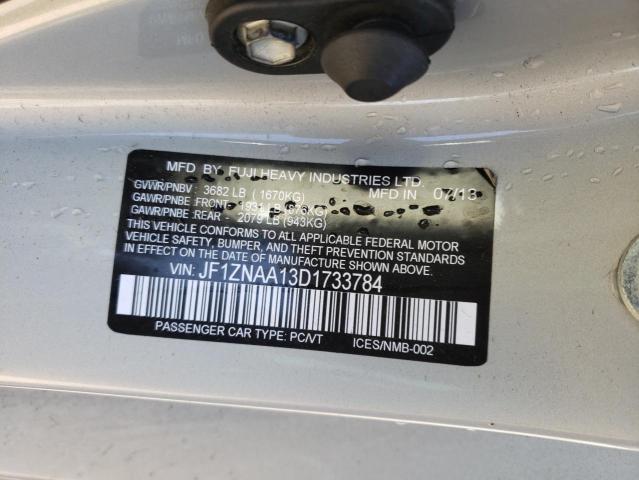 MFD BY FUJI HEAVY INDUSTRIES LTD.
GVWR/PNBV : 3682 LB ( 1670KG) MFD IN 07/13
GAWR/PNBE : FRONT: LB
GAWR/PNBE : REAR : 2079 LB (943KG)
THIS VEHICLE CONFORMS TO ALL APPLICABLE FEDERAL MOTOR
VEHICLE SAFETY, BUMPER, AND THEFT PREVENTION STANDARDS
IN EFFECT ON THE DATE OF MANUFACTURE SHOWN ABOVE.
VIN: JF1ZNAA13D1733784
PASSENGER CAR TYPE: PC/VT ICES/NMB-002